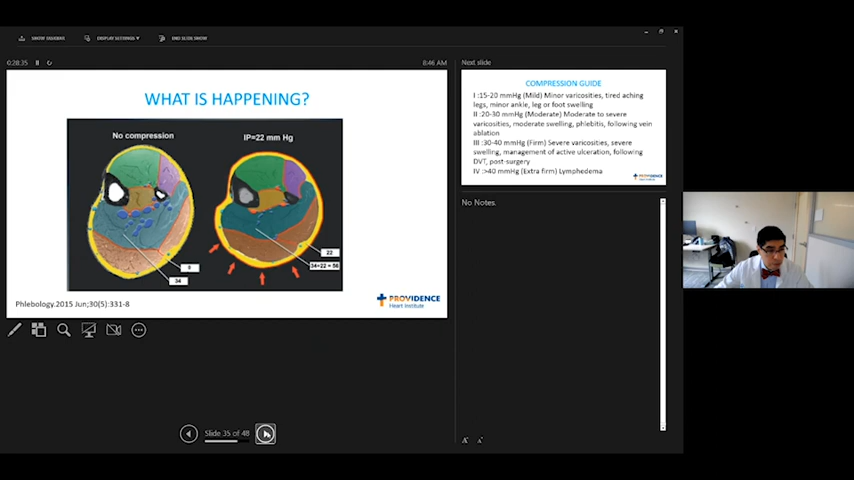 SHOW TASKBAR
DISPLAY SETTINGS ▾
END SLIDE SHOW
0:28:35
8:46 AM
WHAT IS HAPPENING?
No compression
IP=22 mm Hg
9
34
22
34+22 = 56
Phlebology.2015 Jun;30(5):331-8
PROVIDENCE
Heart Institute
Slide 35 of 48
Next slide
COMPRESSION GUIDE
I :15-20 mmHg (Mild) Minor varicosities, tired aching
legs, minor ankle, leg or foot swelling
II :20-30 mmHg (Moderate) Moderate to severe
varicosities, moderate swelling, phlebitis, following vein
ablation
III :30-40 mmHg (Firm) Severe varicosities, severe
swelling, management of active ulceration, following
DVT, post-surgery
IV :>40 mmHg (Extra firm) Lymphedema
PROVIDENCE
No Notes.